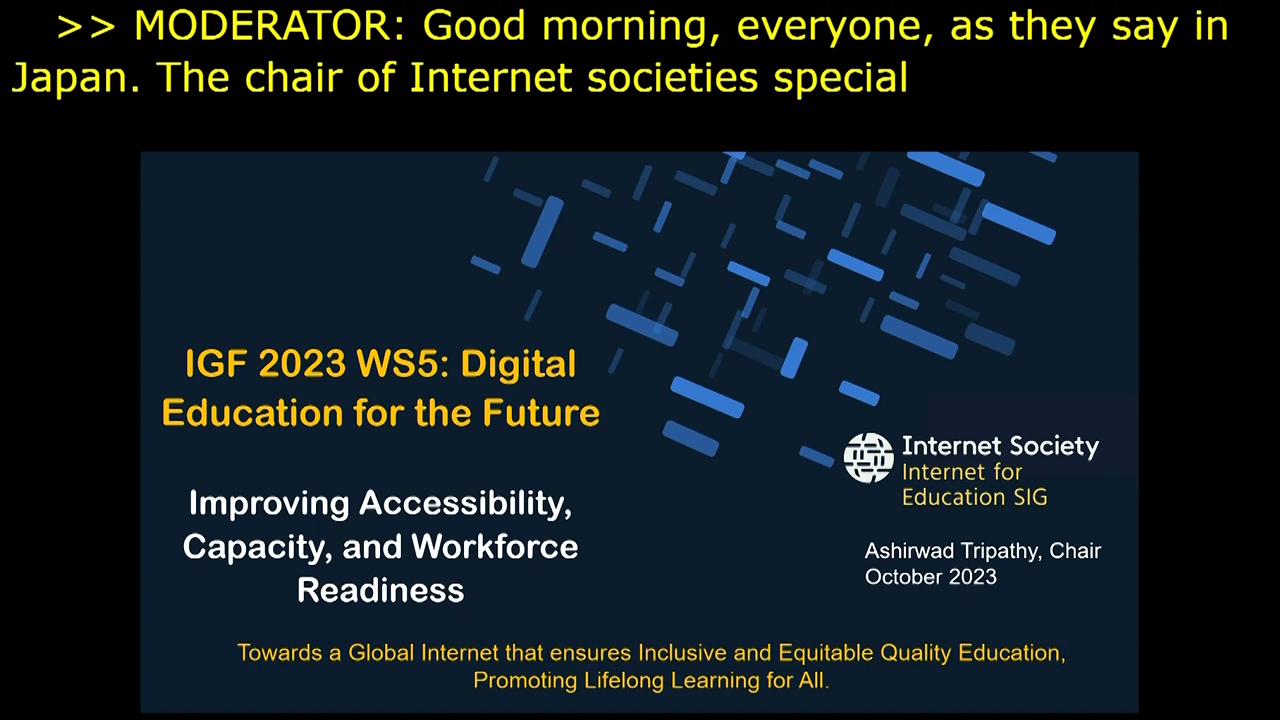 >> MODERATOR: Good morning, everyone, as they say in
Japan. The chair of Internet societies special
IGF 2023 WS5: Digital
Education for the Future
Improving Accessibility,
Capacity, and Workforce
Readiness
Internet Society
Internet for
Education SIG
Ashirwad Tripathy, Chair
October 2023
Towards a Global Internet that ensures Inclusive and Equitable Quality Education,
Promoting Lifelong Learning for All.